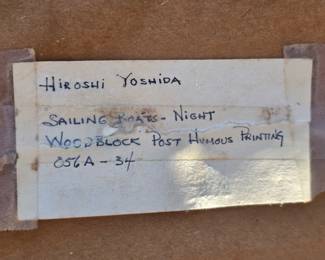 Hiroshi Yoshida
Sailing Boats - Night
Woodblock Post Humous Printing
056A-34